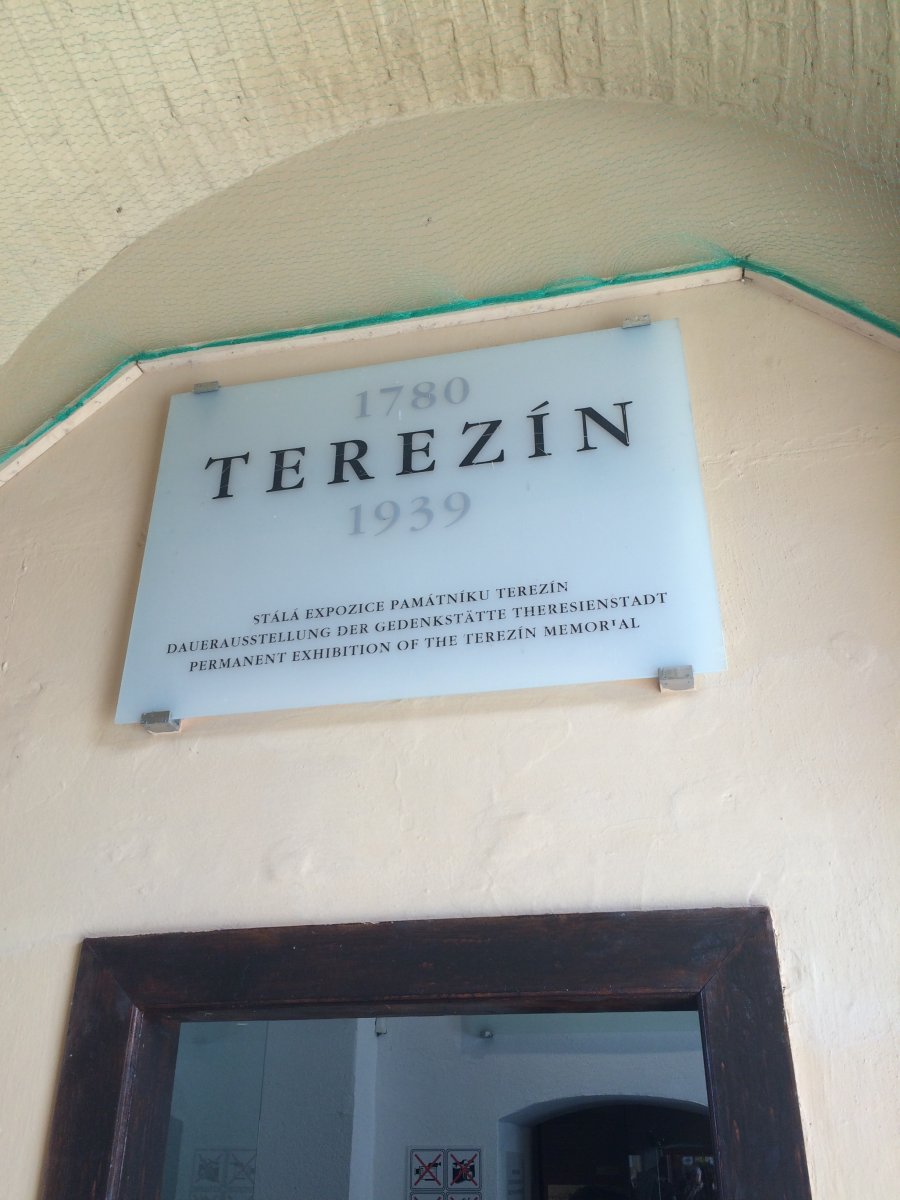 1780
TEREZÍN
1939
STÁLÁ EXPOZICE PAMÁTNÍKU TEREZÍN
DAUERAUSSTELLUNG DER GEDENKSTÄTTE THERESIENSTADT
PERMANENT EXHIBITION OF THE TEREZÍN MEMORIAL